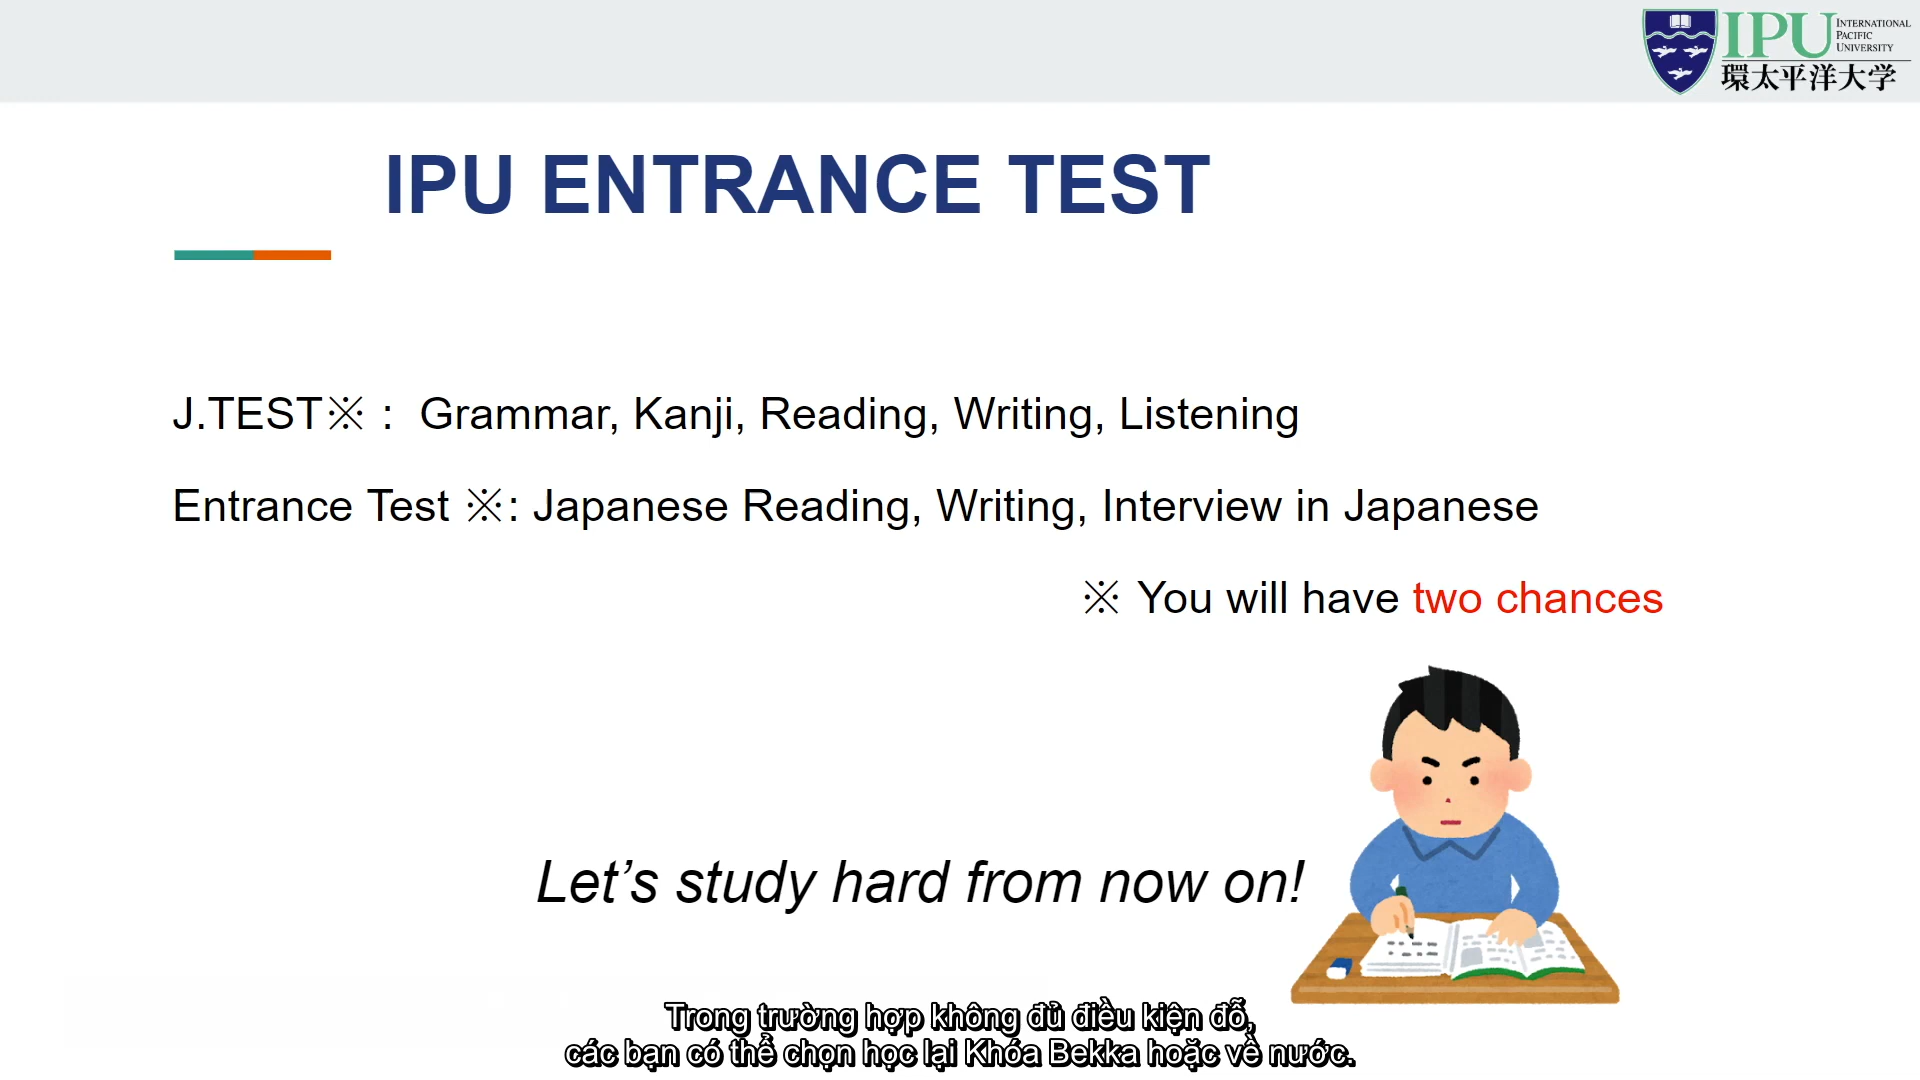 IPU
INTERNATIONAL
PACIFIC
UNIVERSITY
環太平洋大学
IPU ENTRANCE TEST
J.TEST※ : Grammar, Kanji, Reading, Writing, Listening
Entrance Test ※: Japanese Reading, Writing, Interview in Japanese
※ You will have two chances
Let’s study hard from now on!
Trong trường hợp không đủ điều kiện đỗ,
các bạn có thể chọn học lại Khóa Bekka hoặc về nước.